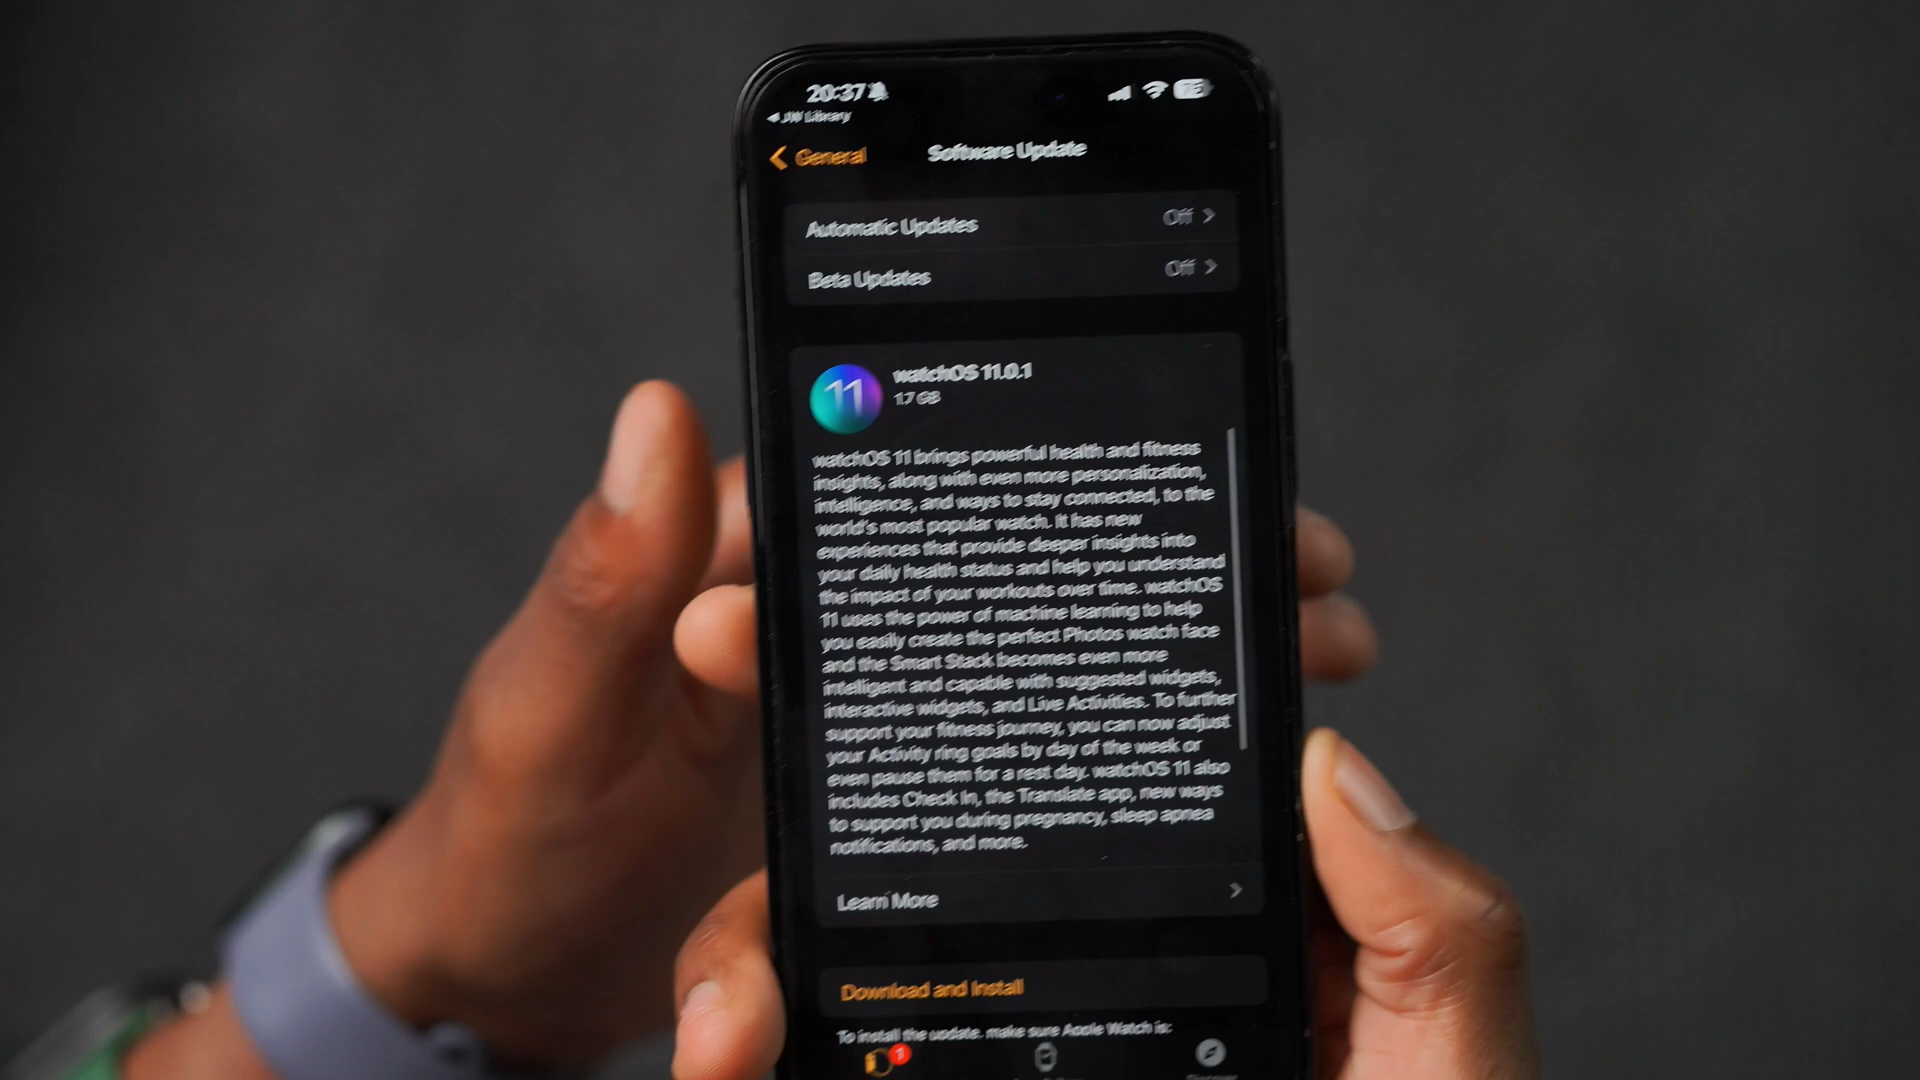 20:37
JW Library
General
Software Update
Automatic Updates Off
Beta Updates Off
11
watchOS 11.0.1
1.7 GB
watchOS 11 brings powerful health and fitness
insights, along with even more personalization,
intelligence, and ways to stay connected, to the
world's most popular watch. It has new
experiences that provide deeper insights into
your daily health status and help you understand
the impact of your workouts over time. watchOS
11 uses the power of machine learning to help
you easily create the perfect Photos watch face
and the Smart Stack becomes even more
intelligent and capable with suggested widgets,
interactive widgets, and Live Activities. To further
support your fitness journey, you can now adjust
your Activity ring goals by day of the week or
even pause them for a rest day. watchOS 11 also
includes Check In, the Translate app, new ways
to support you during pregnancy, sleep apnea
notifications, and more.
Learn More
Download and Install
To install the update, make sure Apple Watch is:
1